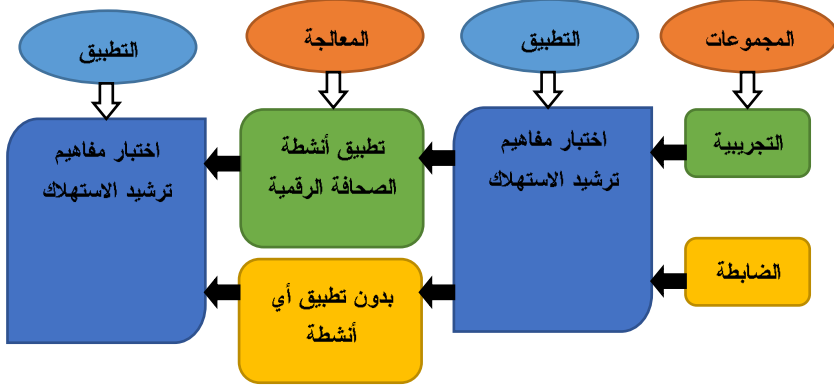 المجموعات
التطبيق
المعالجة
التطبيق
التجريبية
الضابطة
اختبار مفاهيم
ترشيد الاستهلاك
تطبيق أنشطة
الصحافة الرقمية
بدون تطبيق أي
أنشطة
اختبار مفاهيم
ترشيد الاستهلاك